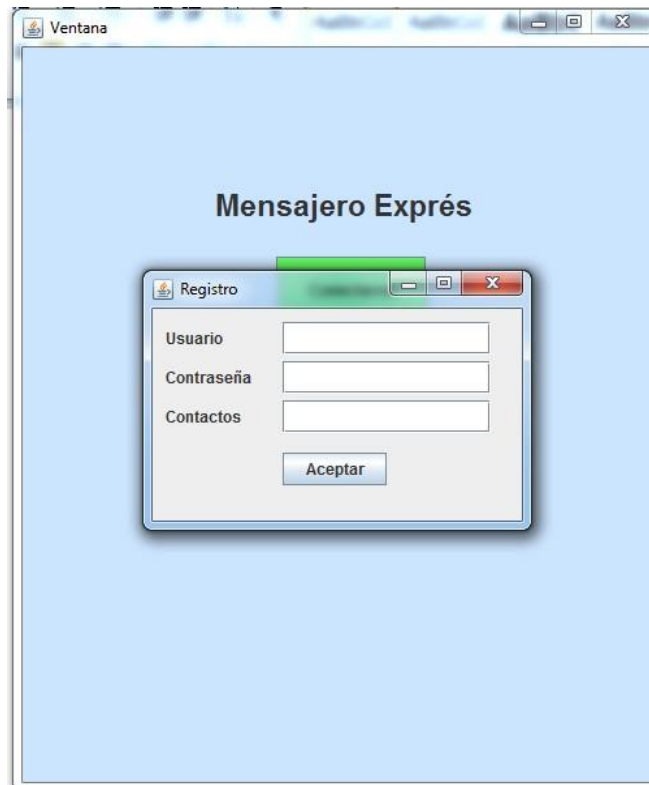 Ventana
Mensajero Exprés
Registro
Usuario
Contraseña
Contactos
Aceptar